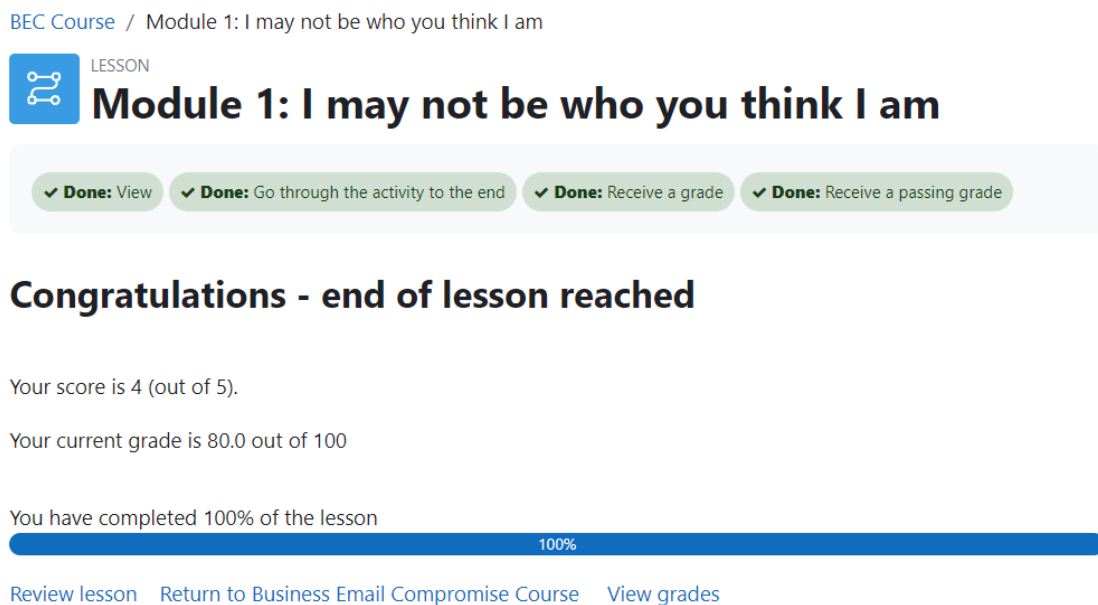 BEC Course / Module 1: I may not be who you think I am
LESSON
Module 1: I may not be who you think I am
✓ Done: View ✓ Done: Go through the activity to the end ✓ Done: Receive a grade ✓ Done: Receive a passing grade
Congratulations - end of lesson reached
Your score is 4 (out of 5).
Your current grade is 80.0 out of 100
You have completed 100% of the lesson
100%
Review lesson Return to Business Email Compromise Course View grades